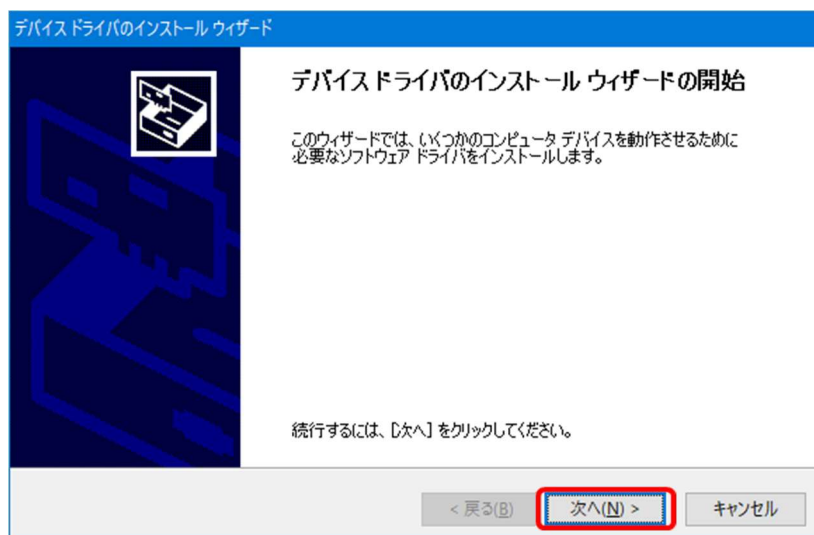 デバイス ドライバのインストール ウィザード
デバイス ドライバのインストール ウィザードの開始
このウィザードでは、いくつかのコンピュータ デバイスを動作させるために
必要なソフトウェア ドライバをインストールします。
続行するには、[次へ] をクリックしてください。
< 戻る(B) 次へ(N) > キャンセル